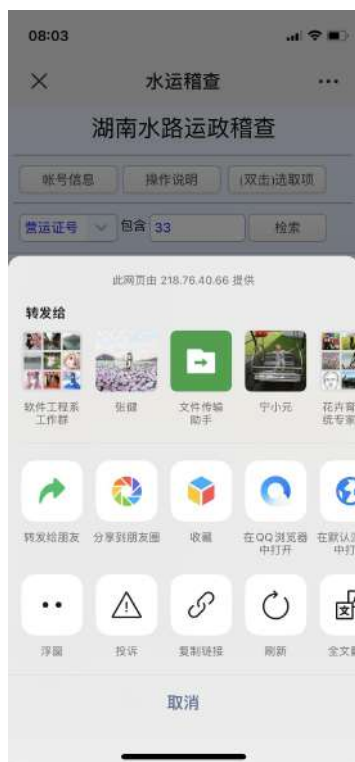 08:03
水运稽查
湖南水路运政稽查
帐号信息 操作说明 (双击)选取项
营运证号 包含 33 检索
此网页由 218.76.40.66 提供
转发给
软件工程系 张健 文件传输 宁小元 花卉育
工作群 助手 统专家
转发给朋友 分享到朋友圈 收藏 在QQ浏览器 在默认浏
中打开 中打
浮窗 投诉 复制链接 刷新 全文翻
取消